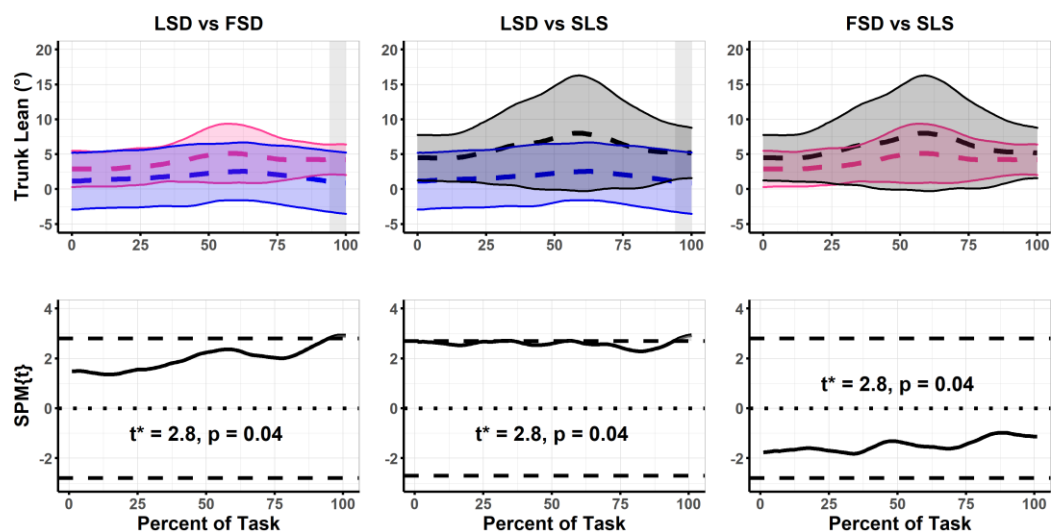 LSD vs FSD
LSD vs SLS
FSD vs SLS
Trunk Lean (°)
20
15
10
5
0
-5
0 25 50 75 100
20
15
10
5
0
-5
0 25 50 75 100
20
15
10
5
0
-5
0 25 50 75 100
SPM{t}
4
2
0
-2
t* = 2.8, p = 0.04
0 25 50 75 100
Percent of Task
4
2
0
-2
t* = 2.8, p = 0.04
0 25 50 75 100
Percent of Task
4
2
0
-2
t* = 2.8, p = 0.04
0 25 50 75 100
Percent of Task